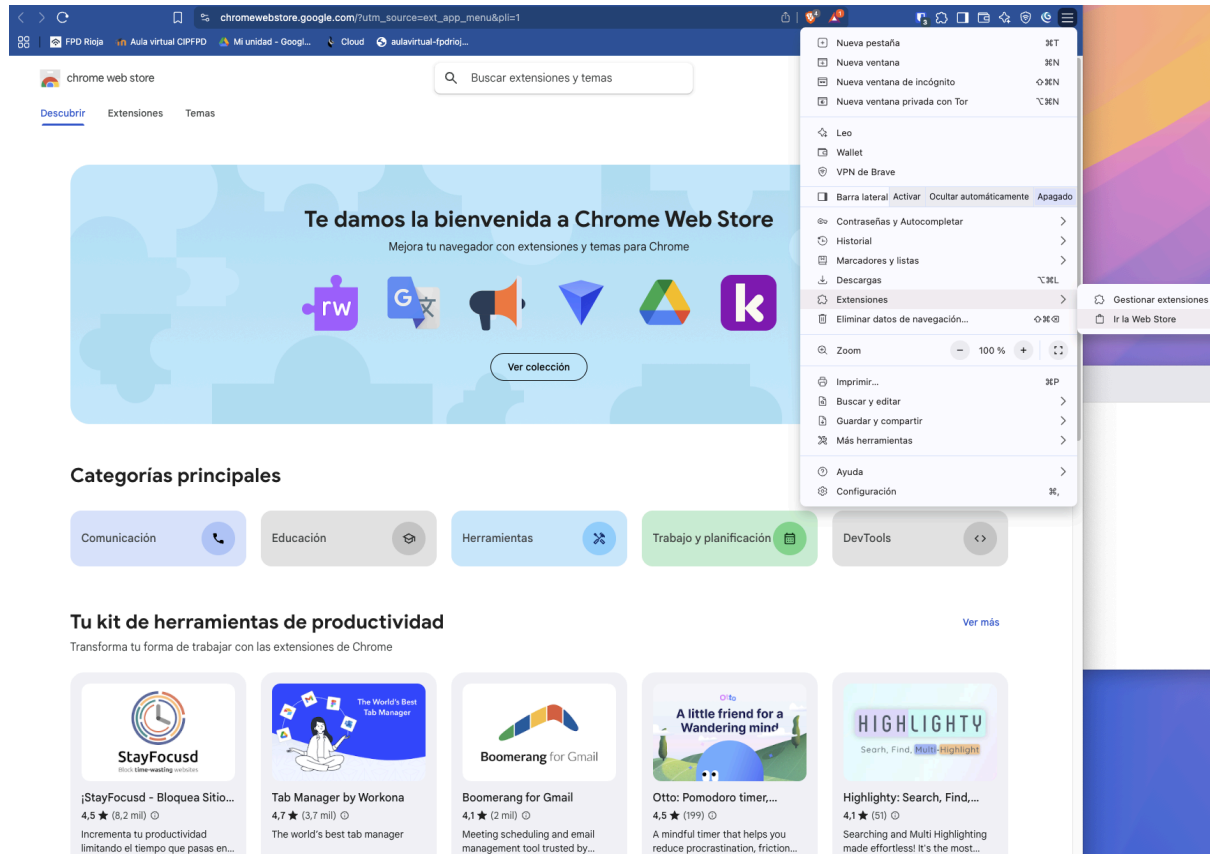 chromewebstore.google.com/?utm_source=ext_app_menu&pli=1
FPD Rioja
Aula virtual CIPFPD
Mi unidad - Googl...
Cloud
aulavirtual-fpdrioj...
chrome web store
Buscar extensiones y temas
Descubrir
Extensiones
Temas
Te damos la bienvenida a Chrome Web Store
Mejora tu navegador con extensiones y temas para Chrome
rw
G
k
Ver colección
Nueva pestaña ⌘T
Nueva ventana ⌘N
Nueva ventana de incógnito ⇧⌘N
Nueva ventana privada con Tor ⌥⌘N
Leo
Wallet
VPN de Brave
Barra lateral Activar Ocultar automáticamente Apagado
Contraseñas y Autocompletar
Historial
Marcadores y listas
Descargas ⌥⌘L
Extensiones
Eliminar datos de navegación... ⇧⌘⌫
Zoom − 100 % +
Imprimir... ⌘P
Buscar y editar
Guardar y compartir
Más herramientas
Ayuda
Configuración ⌘,
Gestionar extensiones
Ir la Web Store
Categorías principales
Comunicación
Educación
Herramientas
Trabajo y planificación
DevTools
Tu kit de herramientas de productividad
Ver más
Transforma tu forma de trabajar con las extensiones de Chrome
StayFocusd
Block time-wasting websites
¡StayFocusd - Bloquea Sitio...
4,5 ★ (8,2 mil)
Incrementa tu productividad
limitando el tiempo que pasas en...
The World's Best
Tab Manager
Tab Manager by Workona
4,7 ★ (3,7 mil)
The world's best tab manager
Boomerang for Gmail
Boomerang for Gmail
4,1 ★ (2 mil)
Meeting scheduling and email
management tool trusted by...
Otto
A little friend for a
Wandering mind
Otto: Pomodoro timer,...
4,5 ★ (199)
A mindful timer that helps you
reduce procrastination, friction...
HIGHLIGHTY
Searh, Find, Multi-Highlight
Highlighty: Search, Find,...
4,1 ★ (51)
Searching and Multi Highlighting
made effortless! It's the most...